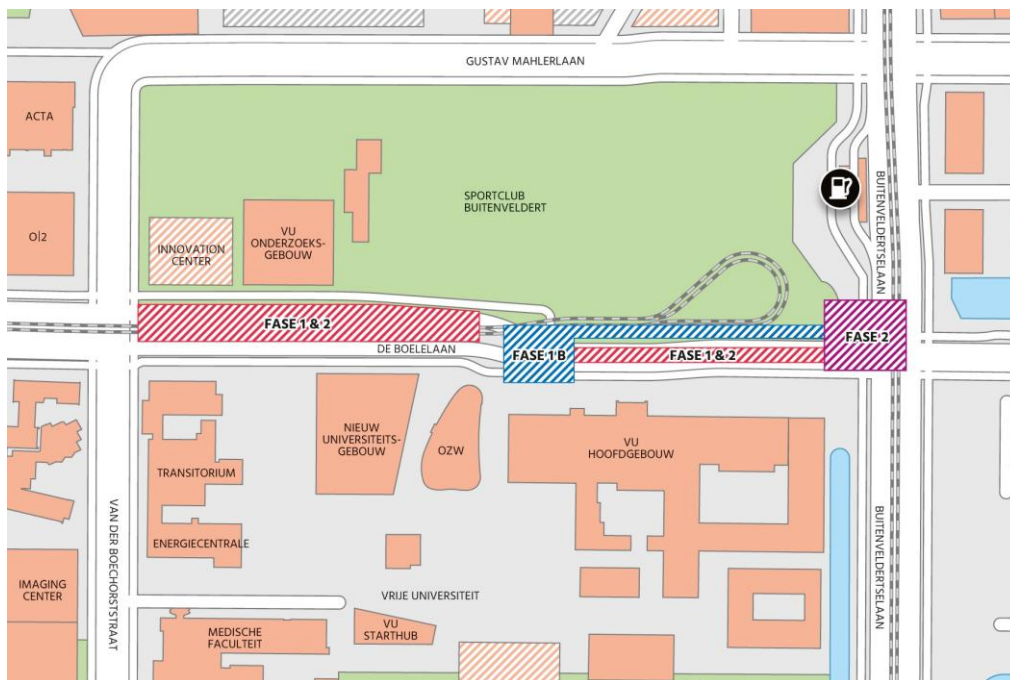 GUSTAV MAHLERLAAN
ACTA
SPORTCLUB
BUITENVELDERT
BUITENVELDERTSELAAN
O|2
INNOVATION
CENTER
VU
ONDERZOEKS-
GEBOUW
FASE 1 & 2
DE BOELELAAN
FASE 1B
FASE 1 & 2
FASE 2
NIEUW
UNIVERSITEITS-
GEBOUW
OZW
VU
HOOFDGEBOUW
TRANSITORIUM
VAN DER BOECHORSTSTRAAT
ENERGIECENTRALE
BUITENVELDERTSELAAN
IMAGING
CENTER
VRIJE UNIVERSITEIT
MEDISCHE
FACULTEIT
VU
STARTHUB